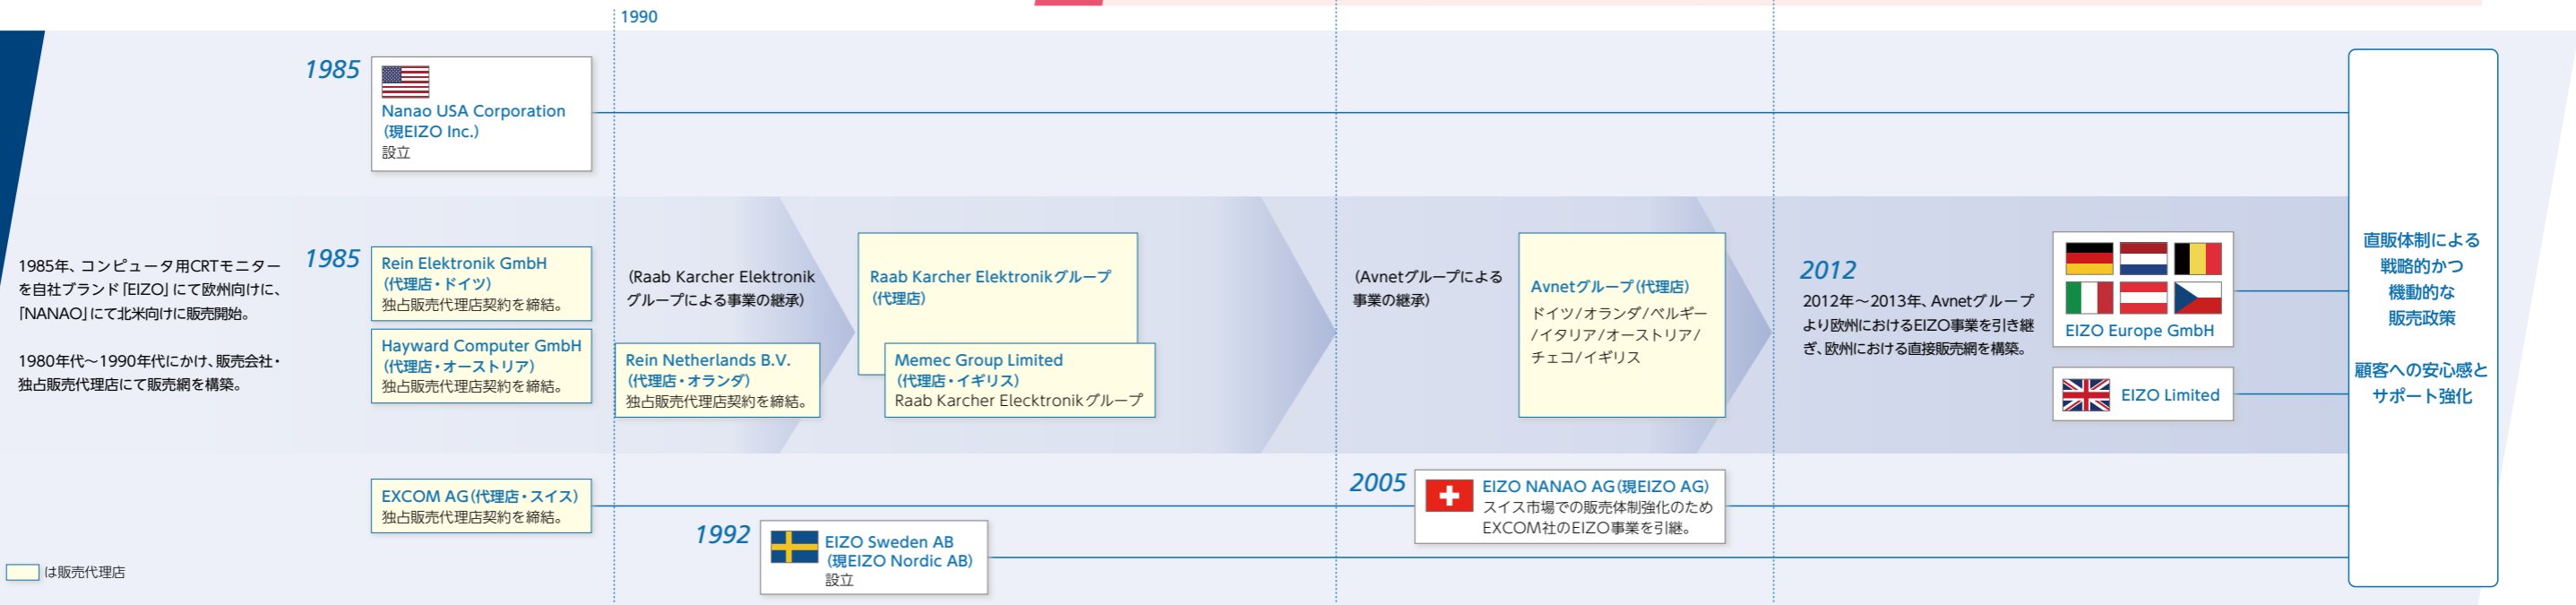 1990
1985
Nanao USA Corporation
（現EIZO Inc.）
設立
1985年、コンピュータ用CRTモニター
を自社ブランド「EIZO」にて欧州向けに、
「NANAO」にて北米向けに販売開始。
1980年代～1990年代にかけ、販売会社・
独占販売代理店にて販売網を構築。
1985
Rein Elektronik GmbH
（代理店・ドイツ）
独占販売代理店契約を締結。
Hayward Computer GmbH
（代理店・オーストリア）
独占販売代理店契約を締結。
（Raab Karcher Elektronik
グループによる事業の継承）
Rein Netherlands B.V.
（代理店・オランダ）
独占販売代理店契約を締結。
Raab Karcher Elektronikグループ
（代理店）
Memec Group Limited
（代理店・イギリス）
Raab Karcher Elecktronikグループ
（Avnetグループによる
事業の継承）
Avnetグループ（代理店）
ドイツ/オランダ/ベルギー
/イタリア/オーストリア/
チェコ/イギリス
2012
2012年～2013年、Avnetグループ
より欧州におけるEIZO事業を引き継
ぎ、欧州における直接販売網を構築。
EIZO Europe GmbH
EIZO Limited
EXCOM AG（代理店・スイス）
独占販売代理店契約を締結。
1992
EIZO Sweden AB
（現EIZO Nordic AB）
設立
2005
EIZO NANAO AG（現EIZO AG）
スイス市場での販売体制強化のため
EXCOM社のEIZO事業を引継。
直販体制による
戦略的かつ
機動的な
販売政策
顧客への安心感と
サポート強化
は販売代理店